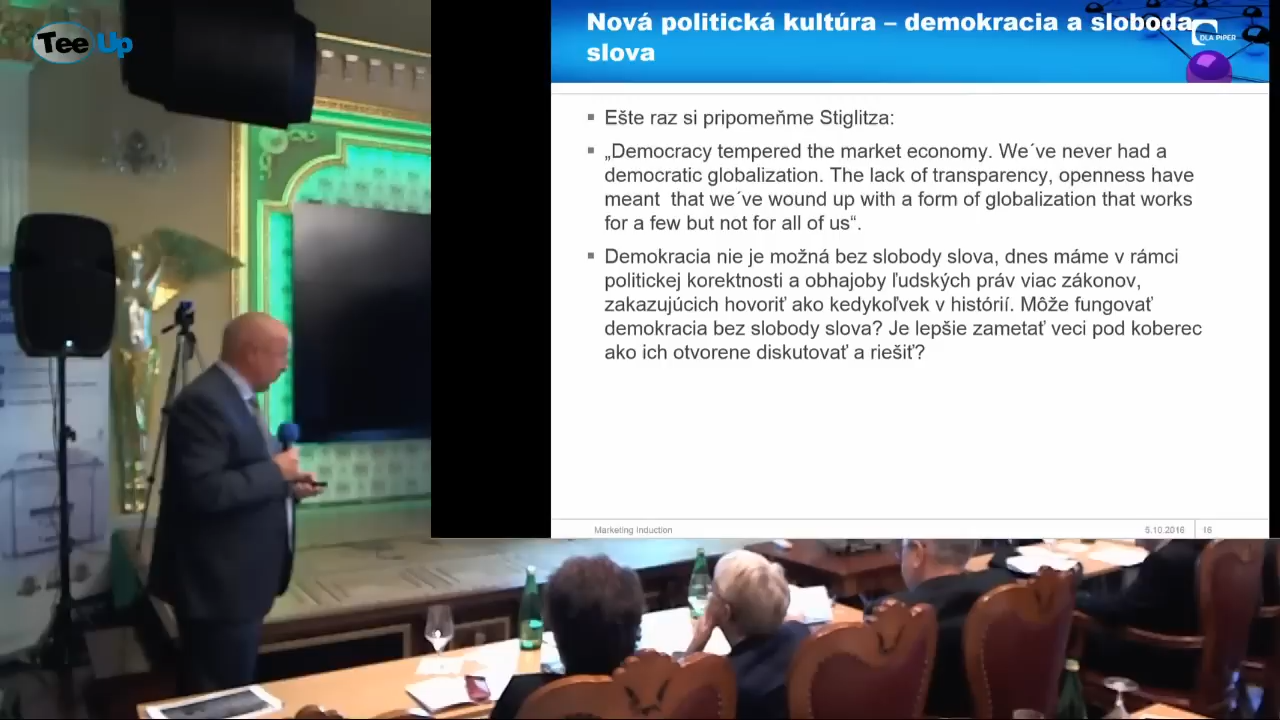 Tee Up
Nová politická kultúra – demokracia a sloboda
slova
DLA PIPER
Ešte raz si pripomeňme Stiglitza:
„Democracy tempered the market economy. We´ve never had a
democratic globalization. The lack of transparency, openness have
meant that we´ve wound up with a form of globalization that works
for a few but not for all of us“.
Demokracia nie je možná bez slobody slova, dnes máme v rámci
politickej korektnosti a obhajoby ľudských práv viac zákonov,
zakazujúcich hovoriť ako kedykoľvek v histórií. Môže fungovať
demokracia bez slobody slova? Je lepšie zametať veci pod koberec
ako ich otvorene diskutovať a riešiť?
Marketing Induction
5.10.2016
16